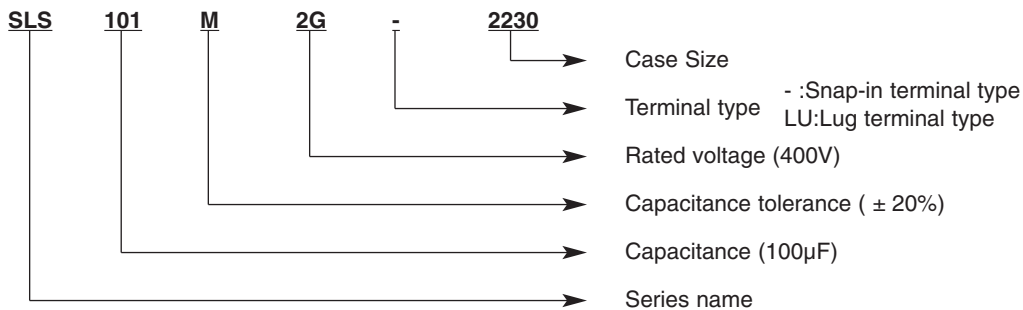 SLS 101 M 2G - 2230
Case Size
Terminal type - :Snap-in terminal type
LU:Lug terminal type
Rated voltage (400V)
Capacitance tolerance ( ± 20%)
Capacitance (100µF)
Series name